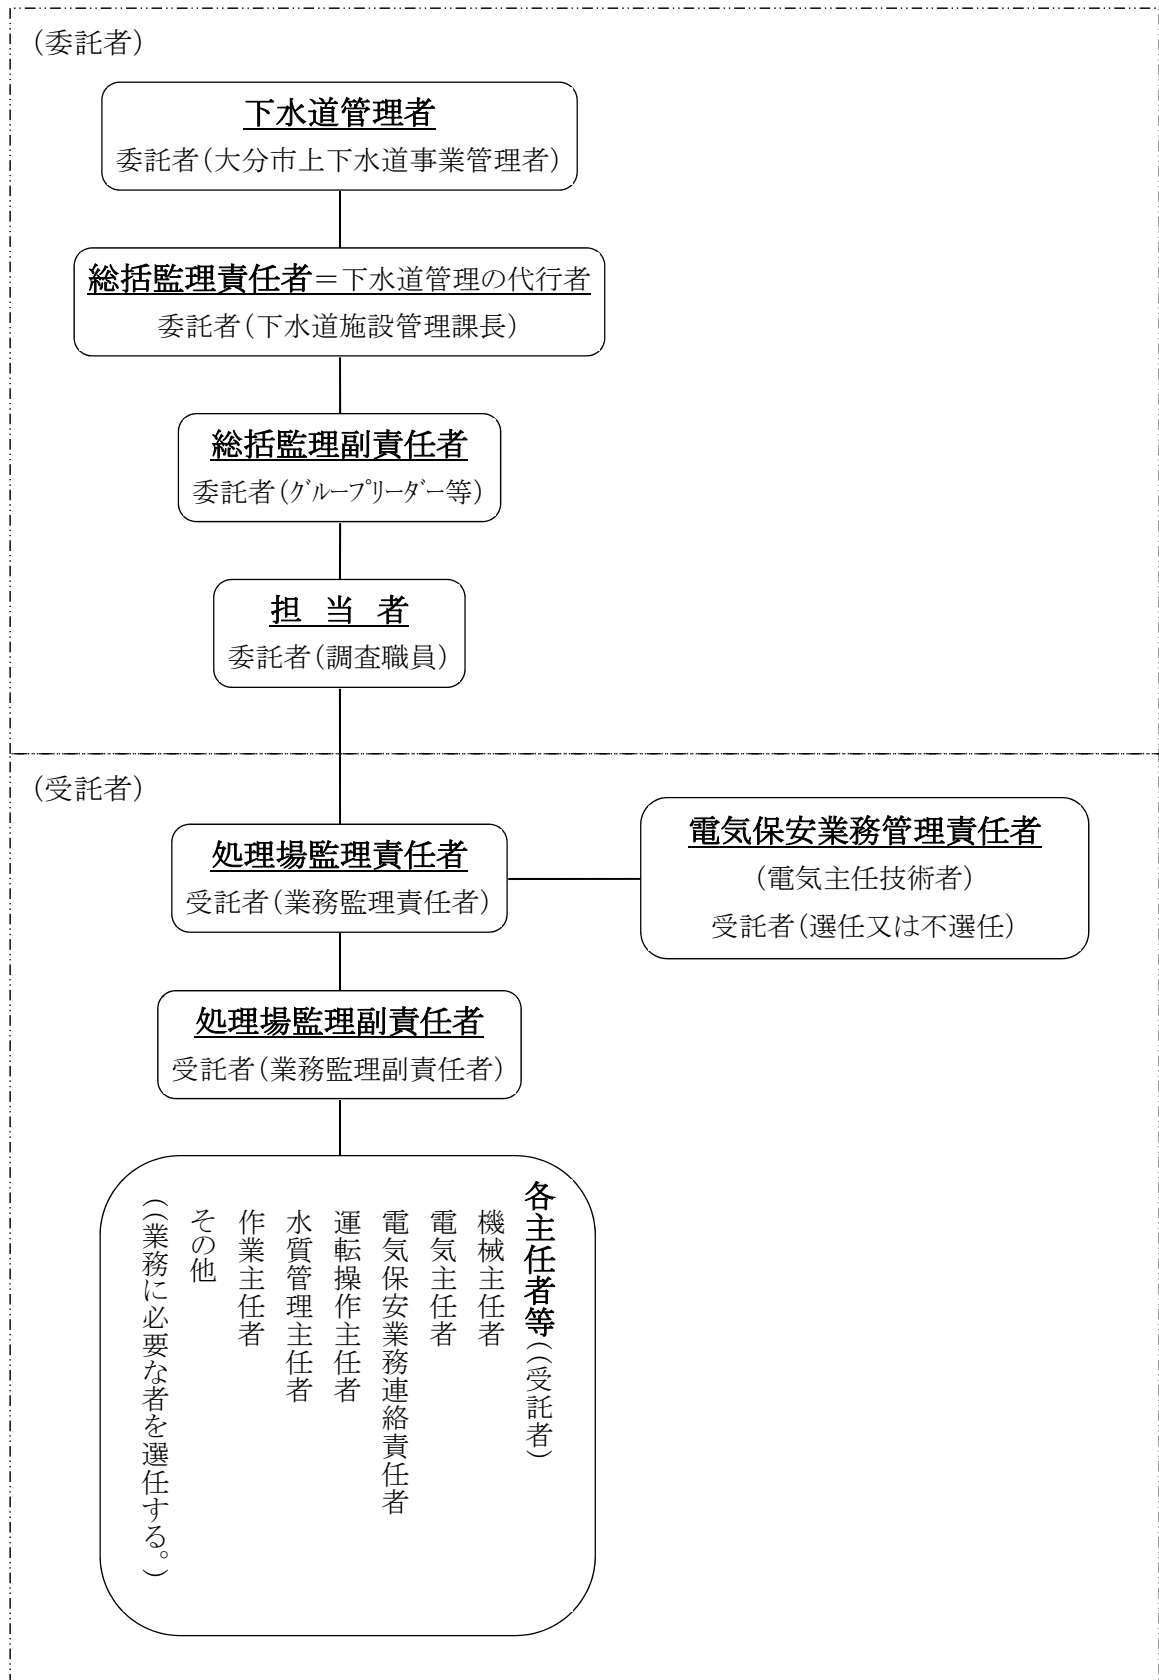 (委託者)
下水道管理者
委託者(大分市上下水道事業管理者)
総括監理責任者=下水道管理の代行者
委託者(下水道施設管理課長)
総括監理副責任者
委託者(グループリーダー等)
担 当 者
委託者(調査職員)
(受託者)
処理場監理責任者
受託者(業務監理責任者)
電気保安業務管理責任者
(電気主任技術者)
受託者(選任又は不選任)
処理場監理副責任者
受託者(業務監理副責任者)
各主任者等((受託者)
機械主任者
電気主任者
電気保安業務連絡責任者
運転操作主任者
水質管理主任者
作業主任者
その他
((業務に必要な者を選任する。)